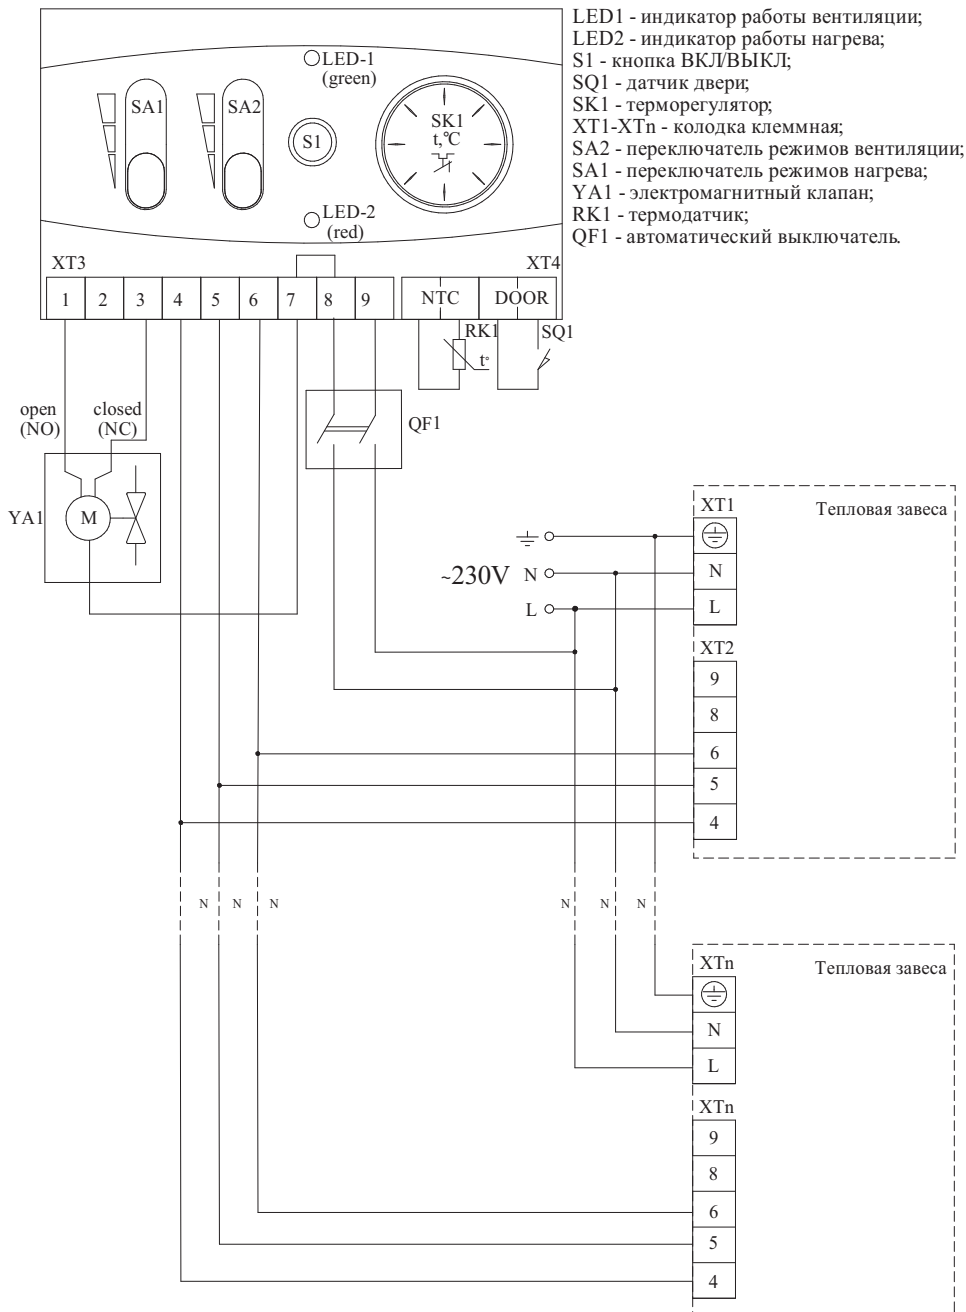 LED1 - индикатор работы вентиляции;
LED2 - индикатор работы нагрева;
S1 - кнопка ВКЛ/ВЫКЛ;
SQ1 - датчик двери;
SK1 - терморегулятор;
XT1-XTn - колодка клеммная;
SA2 - переключатель режимов вентиляции;
SA1 - переключатель режимов нагрева;
YA1 - электромагнитный клапан;
RK1 - термодатчик;
QF1 - автоматический выключатель.
LED-1
(green)
SA1
SA2
S1
SK1
t,℃
LED-2
(red)
XT3
XT4
1 2 3 4 5 6 7 8 9 NTC DOOR
RK1
t°
SQ1
open
(NO)
closed
(NC)
QF1
YA1
M
XT1
Тепловая завеса
~230V
N
L
N
L
XT2
9
8
6
5
4
N N N N N N
XTn
Тепловая завеса
N
L
XTn
9
8
6
5
4